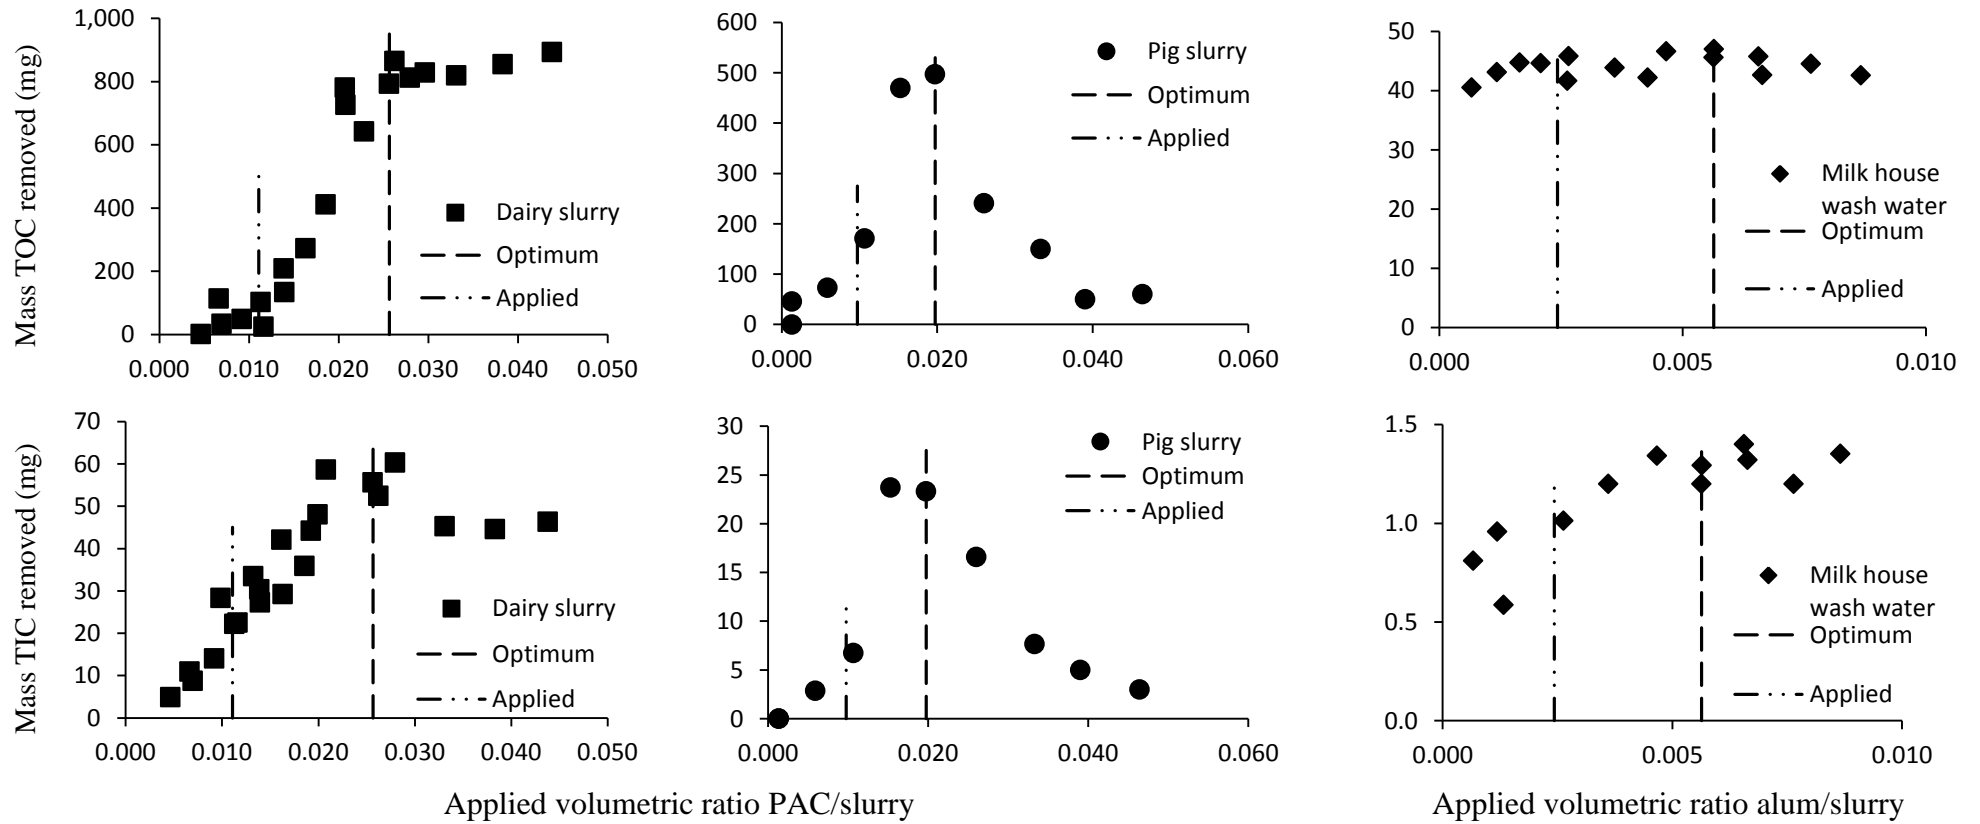 Mass TOC removed (mg)
1,000
800
600
400
200
0
0.000 0.010 0.020 0.030 0.040 0.050
Dairy slurry
Optimum
Applied
600
500
400
300
200
100
0
0.000 0.020 0.040 0.060
Pig slurry
Optimum
Applied
50
40
30
20
10
0
0.000 0.005 0.010
Milk house
wash water
Optimum
Applied
Mass TIC removed (mg)
70
60
50
40
30
20
10
0
0.000 0.010 0.020 0.030 0.040 0.050
Dairy slurry
Optimum
Applied
30
25
20
15
10
5
0
0.000 0.020 0.040 0.060
Pig slurry
Optimum
Applied
1.5
1.0
0.5
0.0
0.000 0.005 0.010
Milk house
wash water
Optimum
Applied
Applied volumetric ratio PAC/slurry
Applied volumetric ratio alum/slurry